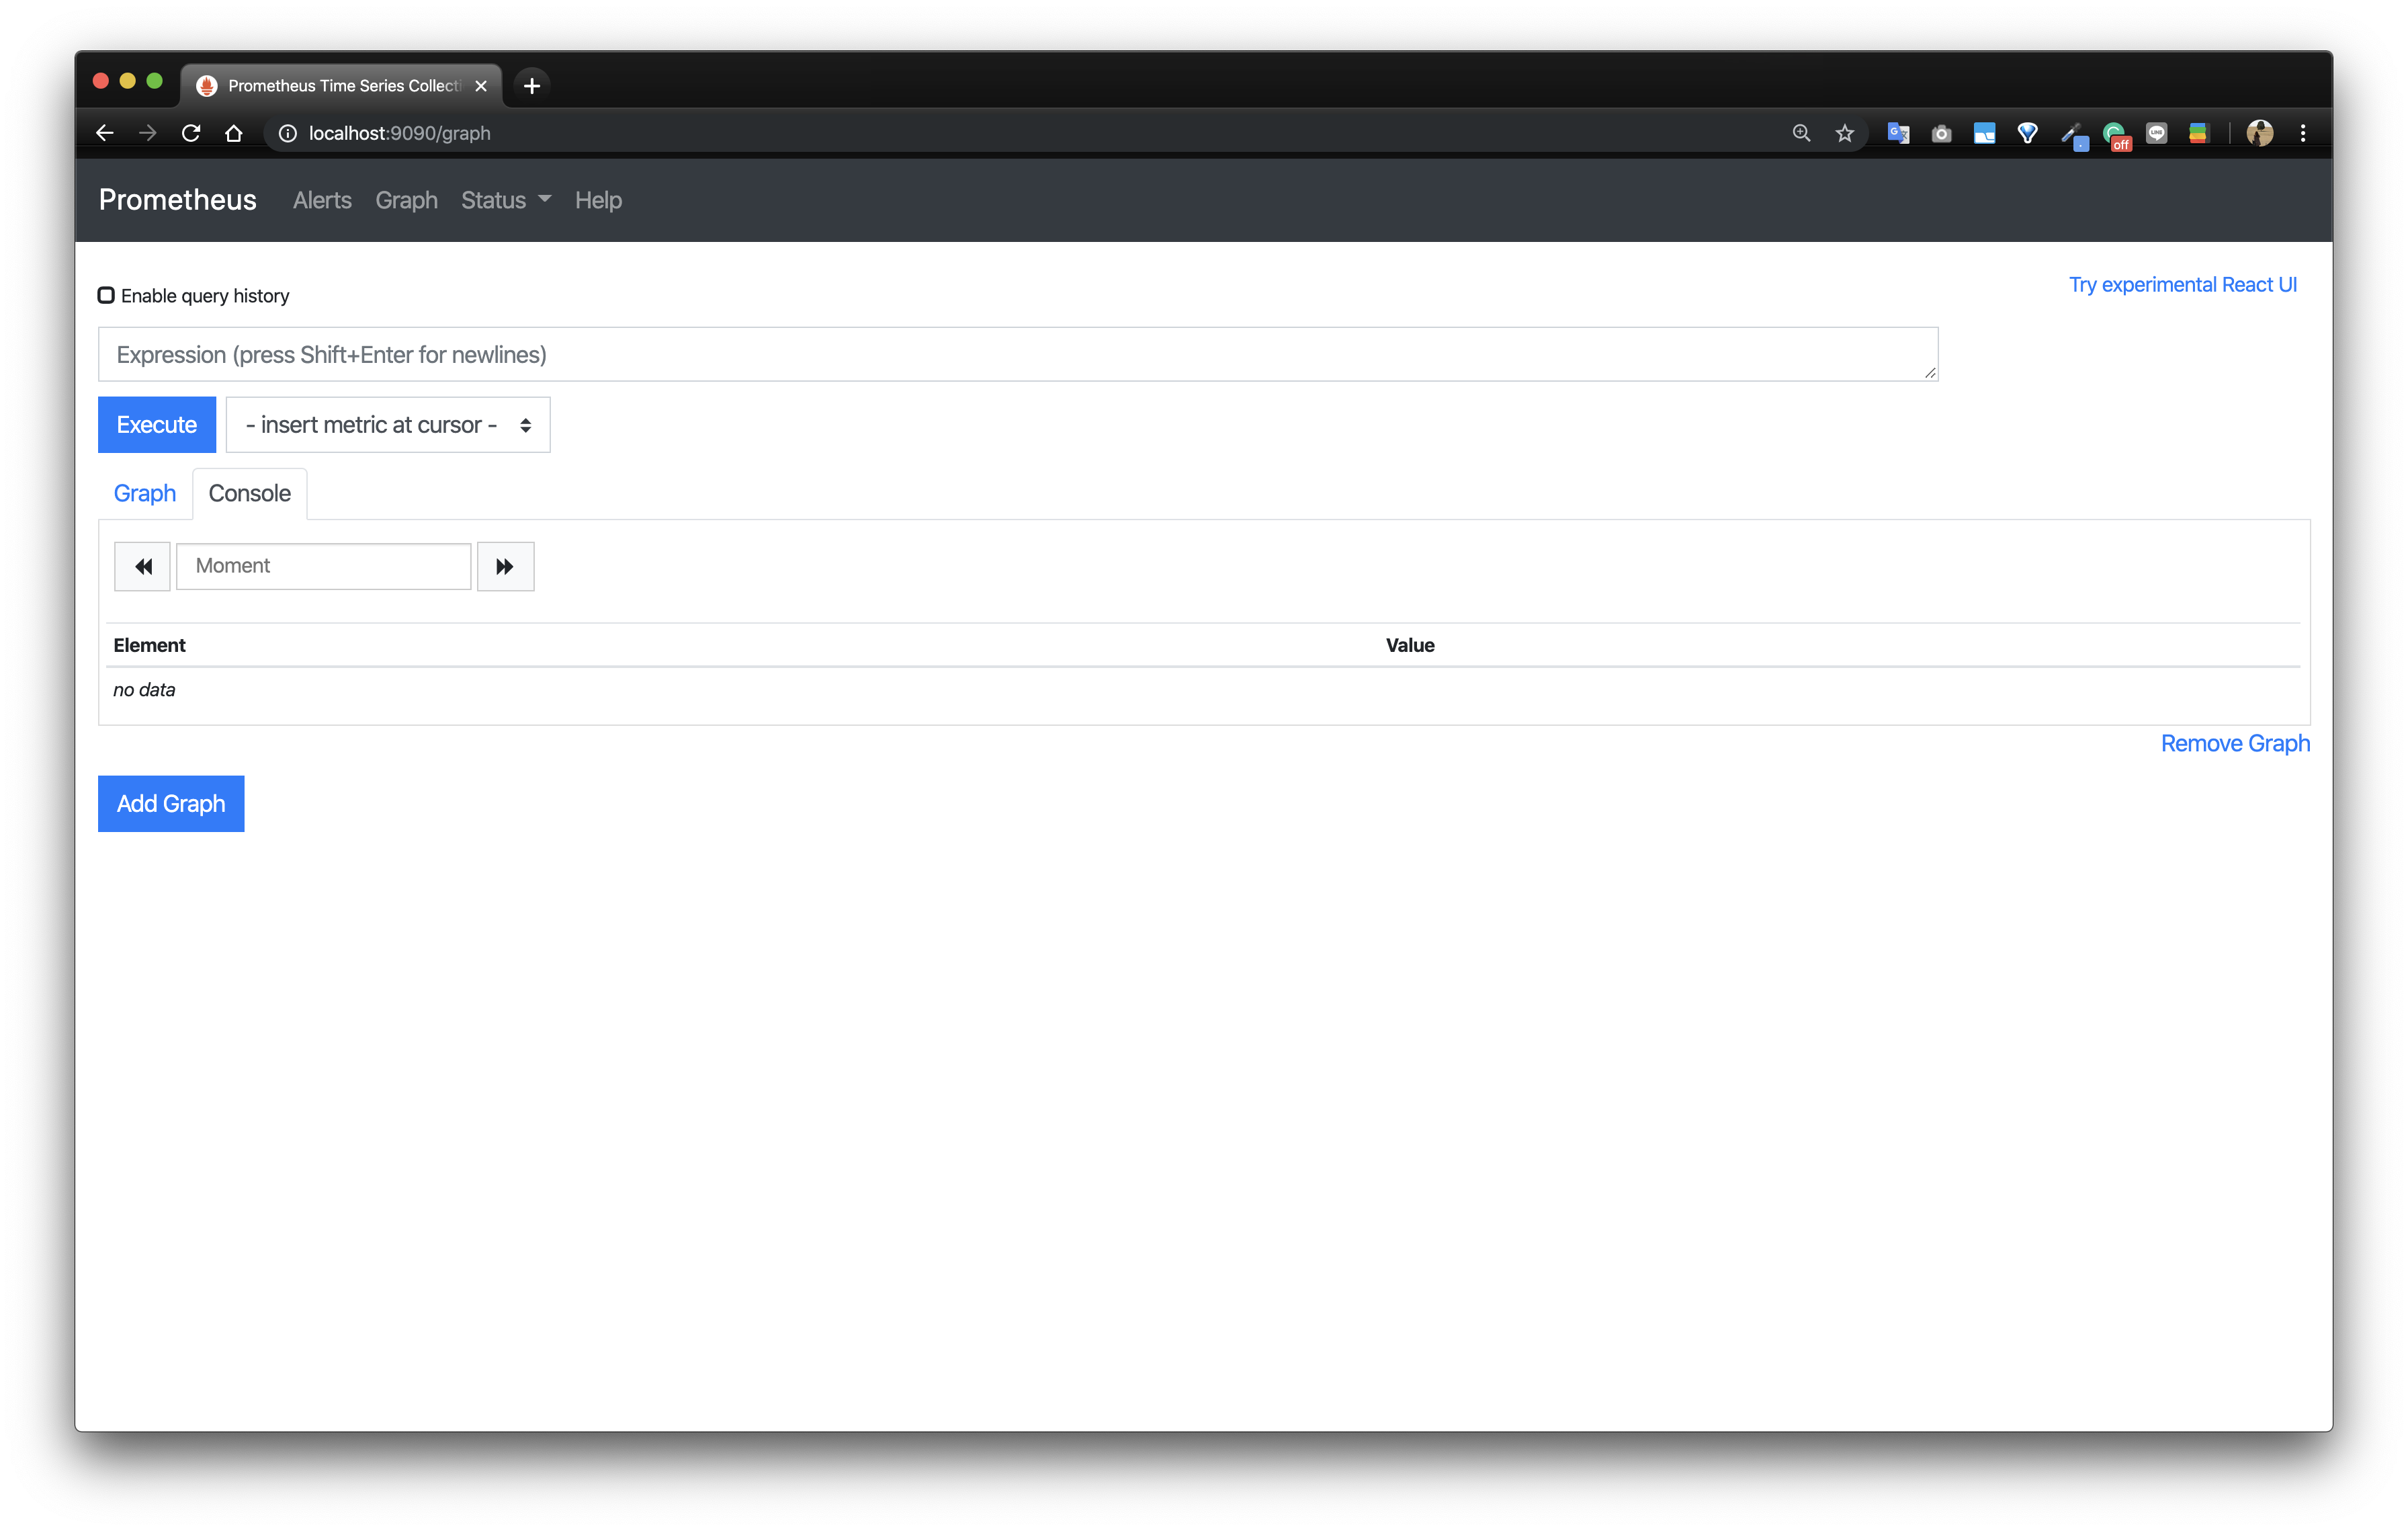 Prometheus Time Series Collecti
localhost:9090/graph
off
Prometheus Alerts Graph Status Help
Try experimental React UI
Enable query history
Expression (press Shift+Enter for newlines)
Execute - insert metric at cursor -
Graph Console
Moment
Element Value
no data
Remove Graph
Add Graph